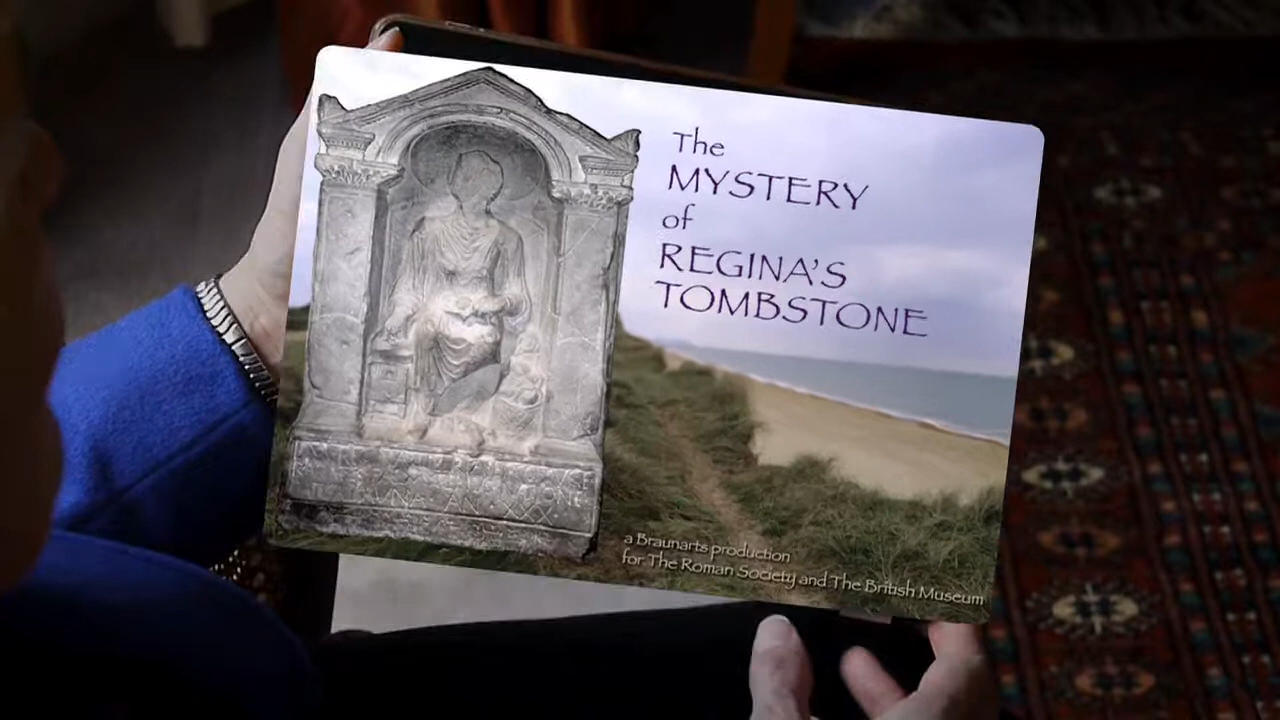 The
MYSTERY
of
REGINA'S
TOMBSTONE
a Braunarts production
for The Roman Society and The British Museum